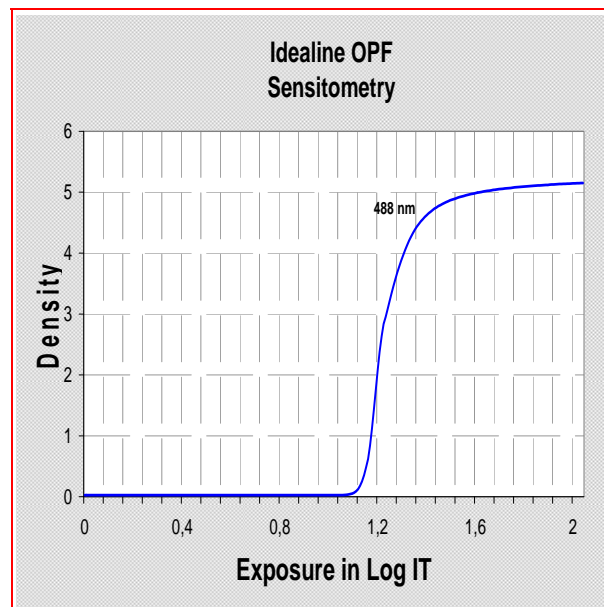 Idealine OPF
Sensitometry
6
5
4
3
2
1
0
Density
488 nm
0 0,4 0,8 1,2 1,6 2
Exposure in Log IT